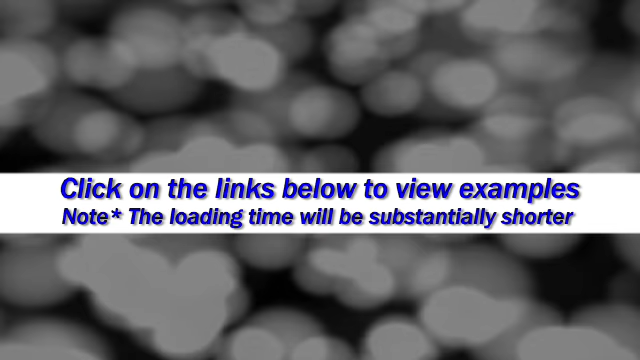 Click on the links below to view examples
Note* The loading time will be substantially shorter